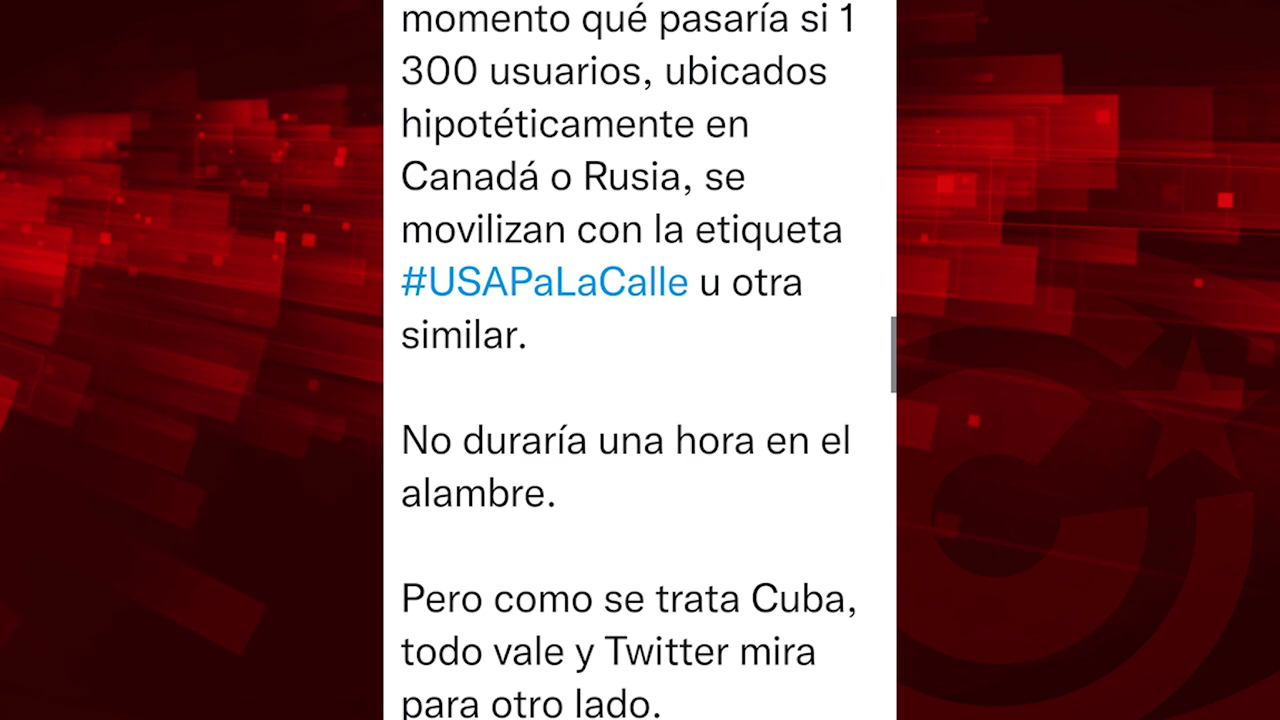 momento qué pasaría si 1
300 usuarios, ubicados
hipotéticamente en
Canadá o Rusia, se
movilizan con la etiqueta
#USAPaLaCalle u otra
similar.
No duraría una hora en el
alambre.
Pero como se trata Cuba,
todo vale y Twitter mira
para otro lado.